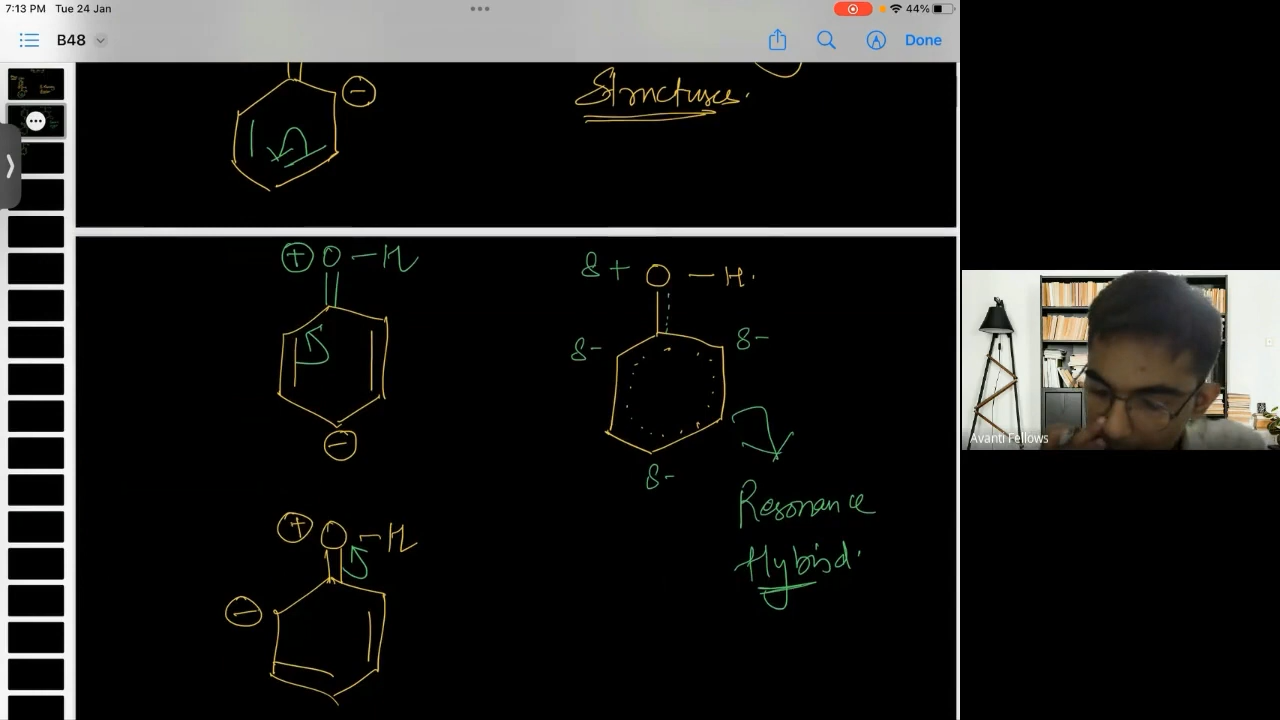 7:13 PM Tue 24 Jan
44%
B48
Done
Structures.
⊖
⊕ O - H
⊖
δ+ O - H.
δ- δ-
δ-
Resonance
Hybrid.
⊕ O - H
⊖
Avanti Fellows